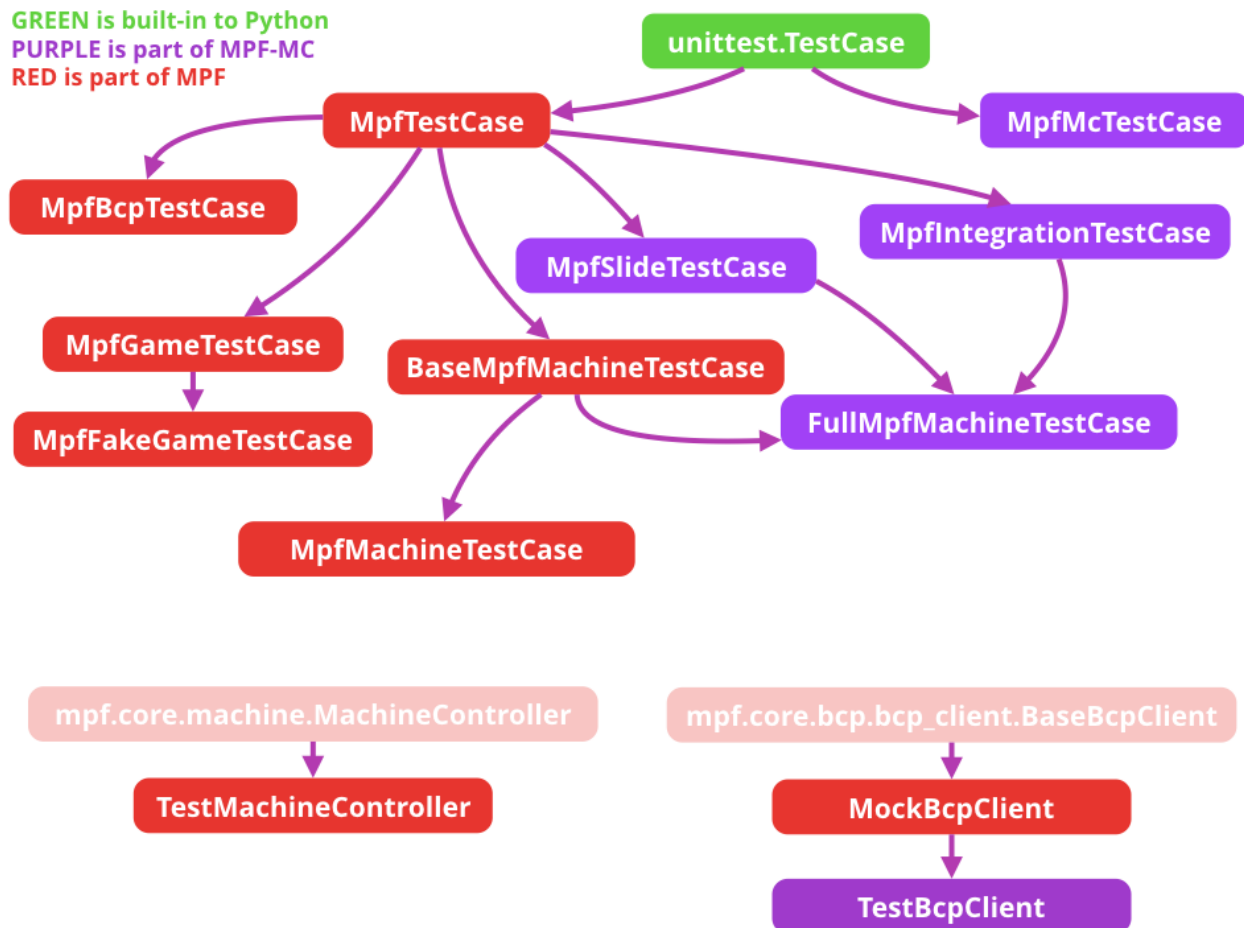 GREEN is built-in to Python
PURPLE is part of MPF-MC
RED is part of MPF
unittest.TestCase
MpfTestCase
MpfMcTestCase
MpfBcpTestCase
MpfIntegrationTestCase
MpfSlideTestCase
MpfGameTestCase
BaseMpfMachineTestCase
FullMpfMachineTestCase
MpfFakeGameTestCase
MpfMachineTestCase
mpf.core.machine.MachineController
mpf.core.bcp.bcp_client.BaseBcpClient
TestMachineController
MockBcpClient
TestBcpClient